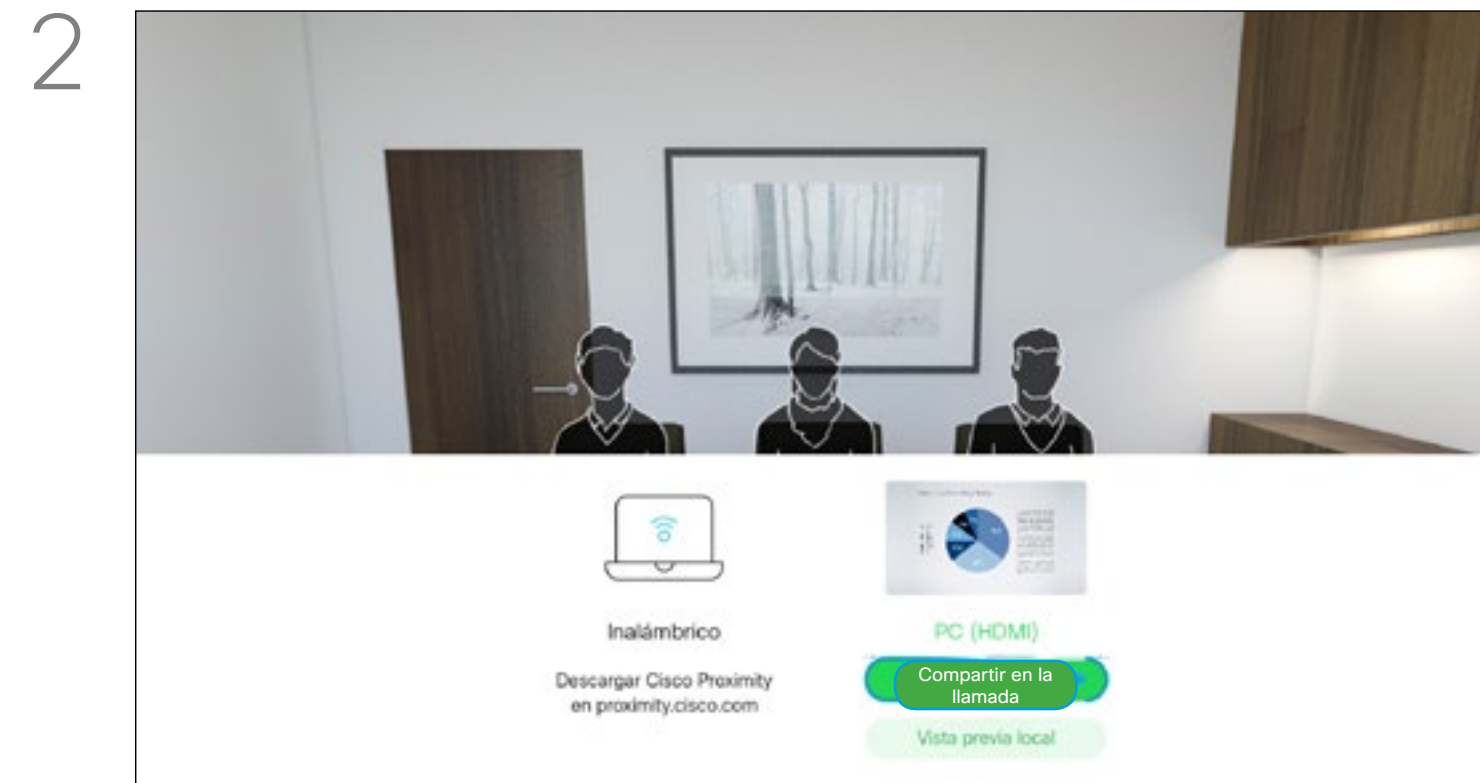 2
Inalámbrico
Descargar Cisco Proximity
en proximity.cisco.com
PC (HDMI)
Compartir en la
llamada
Vista previa local